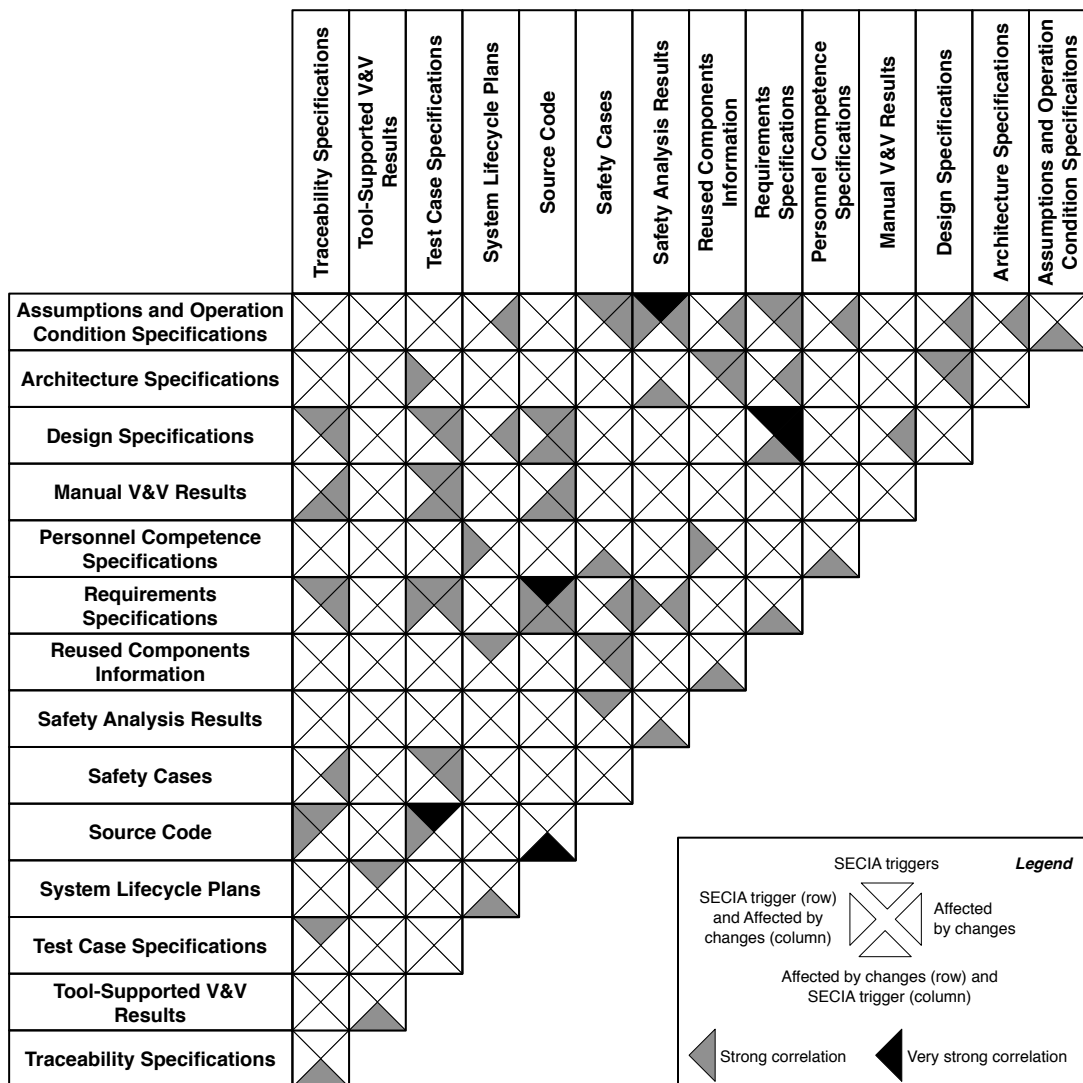 Traceability Specifications
Tool-Supported V&V
Results
Test Case Specifications
System Lifecycle Plans
Source Code
Safety Cases
Safety Analysis Results
Reused Components
Information
Requirements
Specifications
Personnel Competence
Specifications
Manual V&V Results
Design Specifications
Architecture Specifications
Assumptions and Operation
Condition Specificaitons
Assumptions and Operation
Condition Specifications
Architecture Specifications
Design Specifications
Manual V&V Results
Personnel Competence
Specifications
Requirements
Specifications
Reused Components
Information
Safety Analysis Results
Safety Cases
Source Code
System Lifecycle Plans
Test Case Specifications
Tool-Supported V&V
Results
Traceability Specifications
SECIA triggers
Legend
SECIA trigger (row)
and Affected by
changes (column)
Affected
by changes
Affected by changes (row) and
SECIA trigger (column)
Strong correlation
Very strong correlation